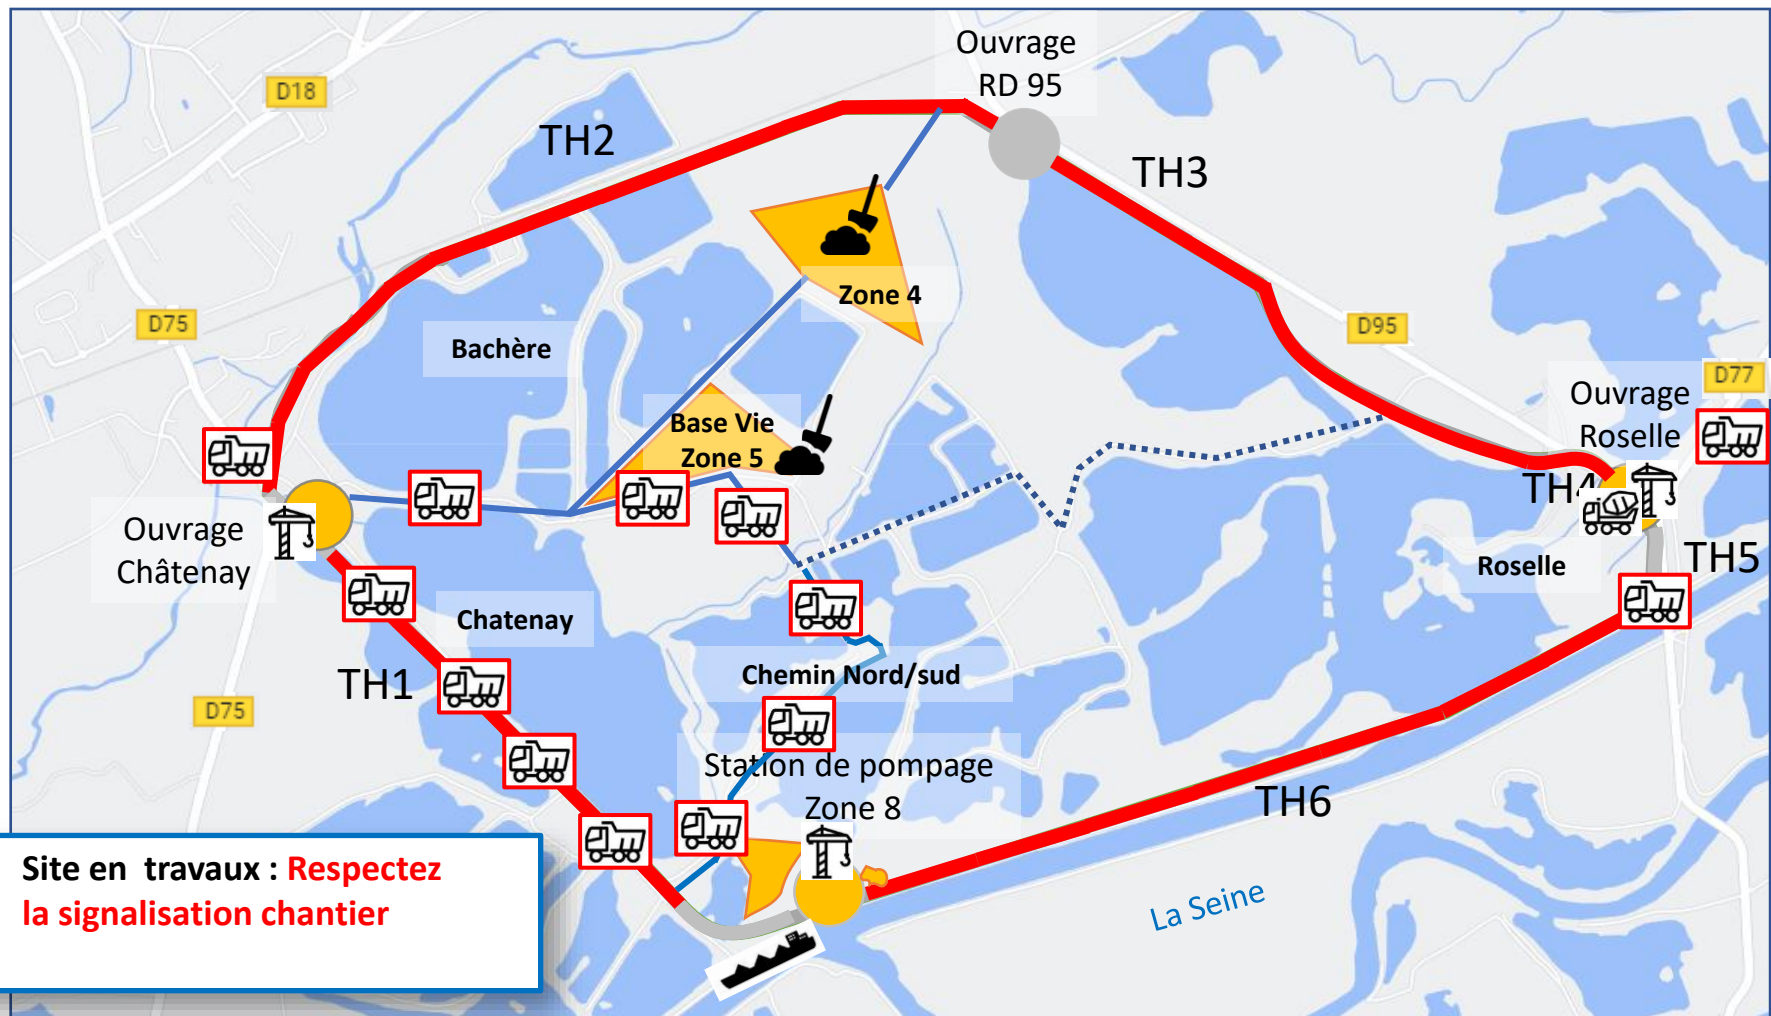 Ouvrage
RD 95
D18
TH2
TH3
Zone 4
D75
D95
Bachère
D77
Ouvrage
Roselle
Base Vie
Zone 5
TH4
Ouvrage
Châtenay
TH5
Roselle
Chatenay
TH1
Chemin Nord/sud
D75
Station de pompage
Zone 8
TH6
Site en travaux : Respectez
la signalisation chantier
La Seine